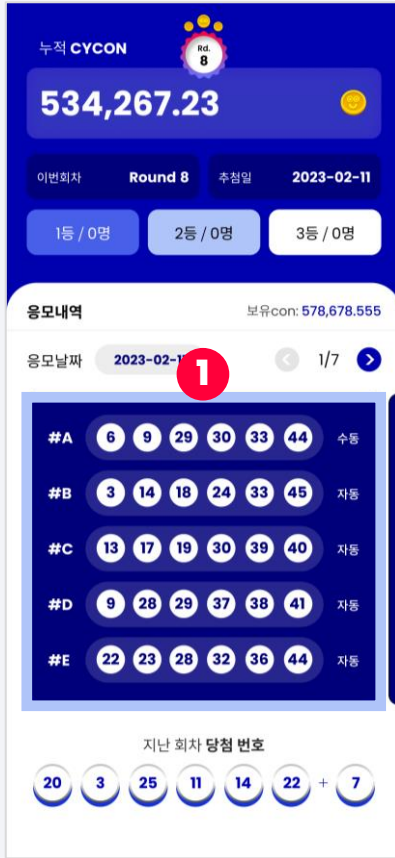 누적 CYCON
Rd.
8
534,267.23
이번회차 Round 8 추첨일 2023-02-11
1등 / 0명 2등 / 0명 3등 / 0명
응모내역 보유con: 578,678.555
응모날짜 1/7
1
#A 6 9 29 30 33 44 수동
#B 3 14 18 24 33 45 자동
#C 13 17 19 30 39 40 자동
#D 9 28 29 37 38 41 자동
#E 22 23 28 32 36 44 자동
지난 회차 당첨 번호
20 3 25 11 14 22 + 7